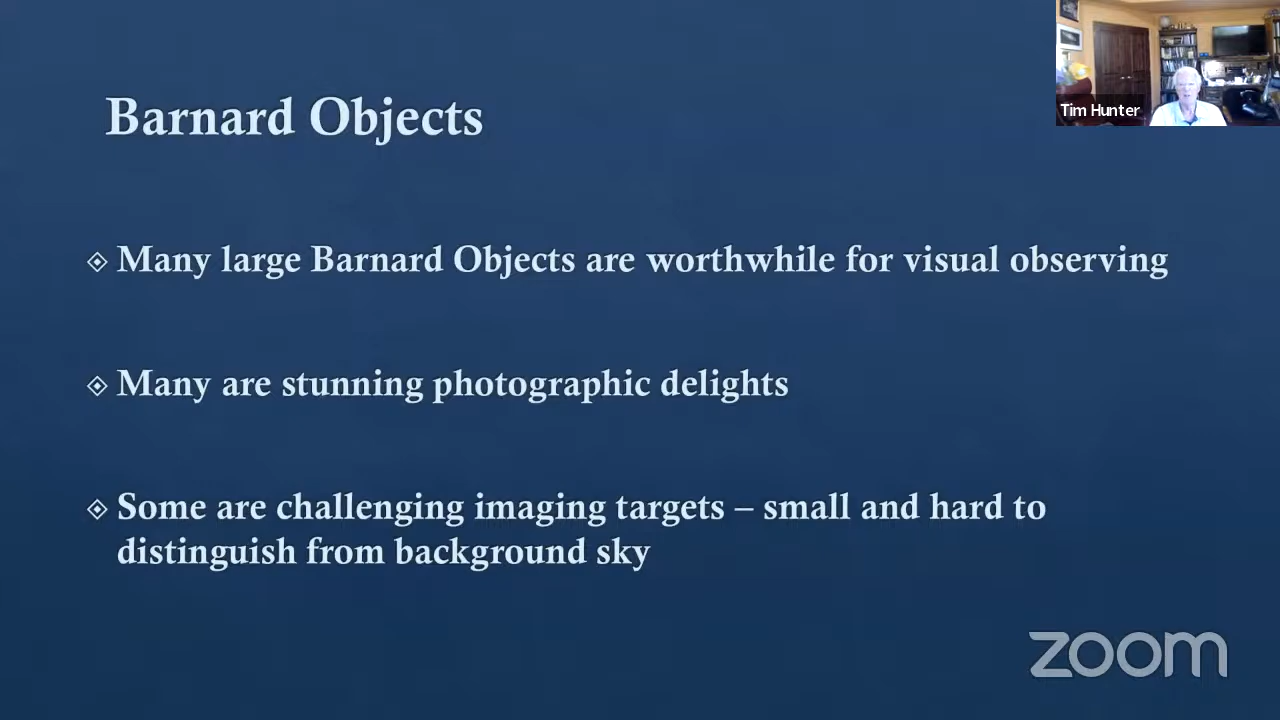 Tim Hunter
Barnard Objects
Many large Barnard Objects are worthwhile for visual observing
Many are stunning photographic delights
Some are challenging imaging targets – small and hard to
distinguish from background sky
zoom